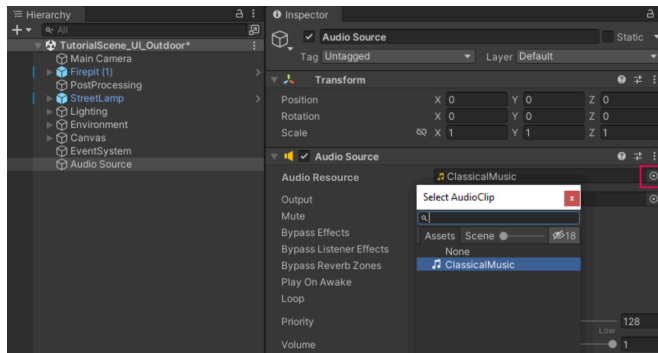 Hierarchy
All
TutorialScene_UI_Outdoor*
Main Camera
Firepit (1)
PostProcessing
StreetLamp
Lighting
Environment
Canvas
EventSystem
Audio Source
Inspector
Audio Source
Static
Tag Untagged Layer Default
Transform
Position X 0 Y 0 Z 0
Rotation X 0 Y 0 Z 0
Scale X 1 Y 1 Z 1
Audio Source
Audio Resource ClassicalMusic
Output
Mute
Bypass Effects
Bypass Listener Effects
Bypass Reverb Zones
Play On Awake
Loop
Priority 128
Low
Volume 1
Select AudioClip x
Assets Scene 18
None
ClassicalMusic